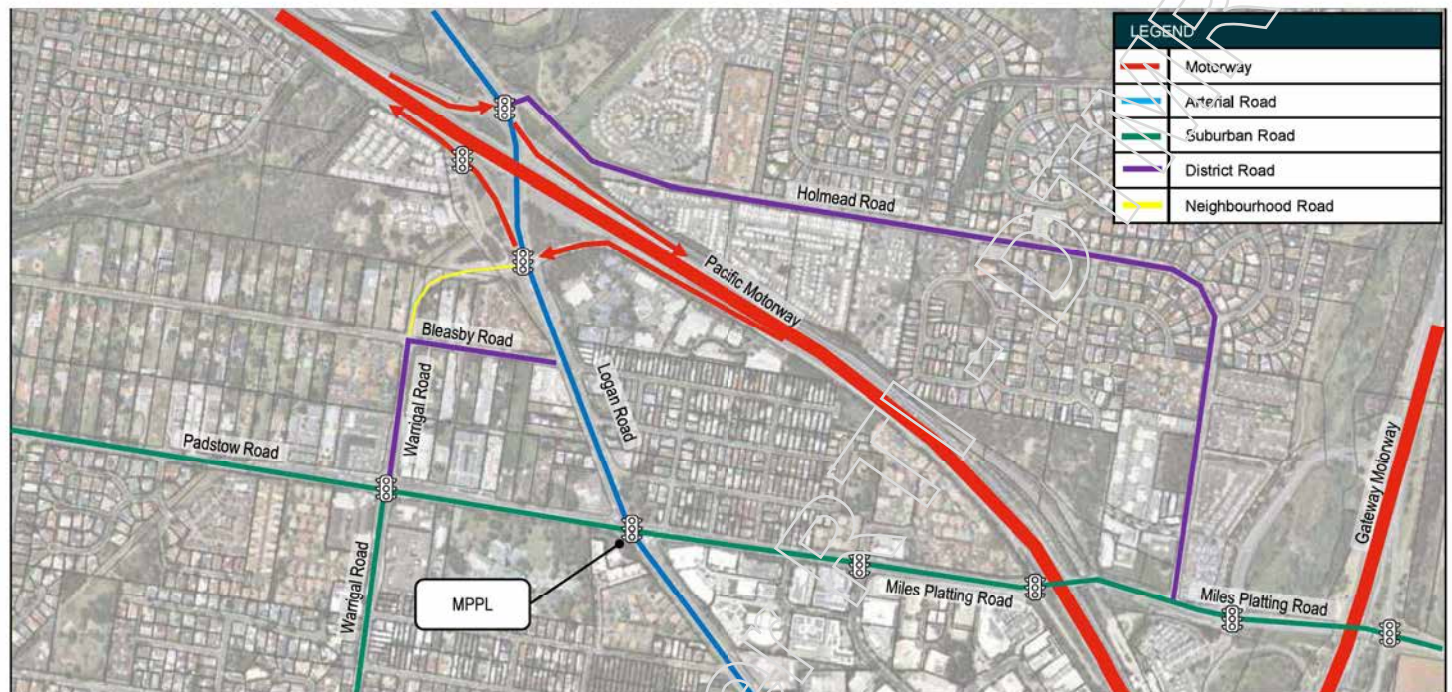 LEGEND
Motorway
Arterial Road
Suburban Road
District Road
Neighbourhood Road
Holmead Road
Pacific Motorway
Bleasby Road
Logan Road
Warrigal Road
Padstow Road
Gateway Motorway
Miles Platting Road
Miles Platting Road
Warrigal Road
MPPL